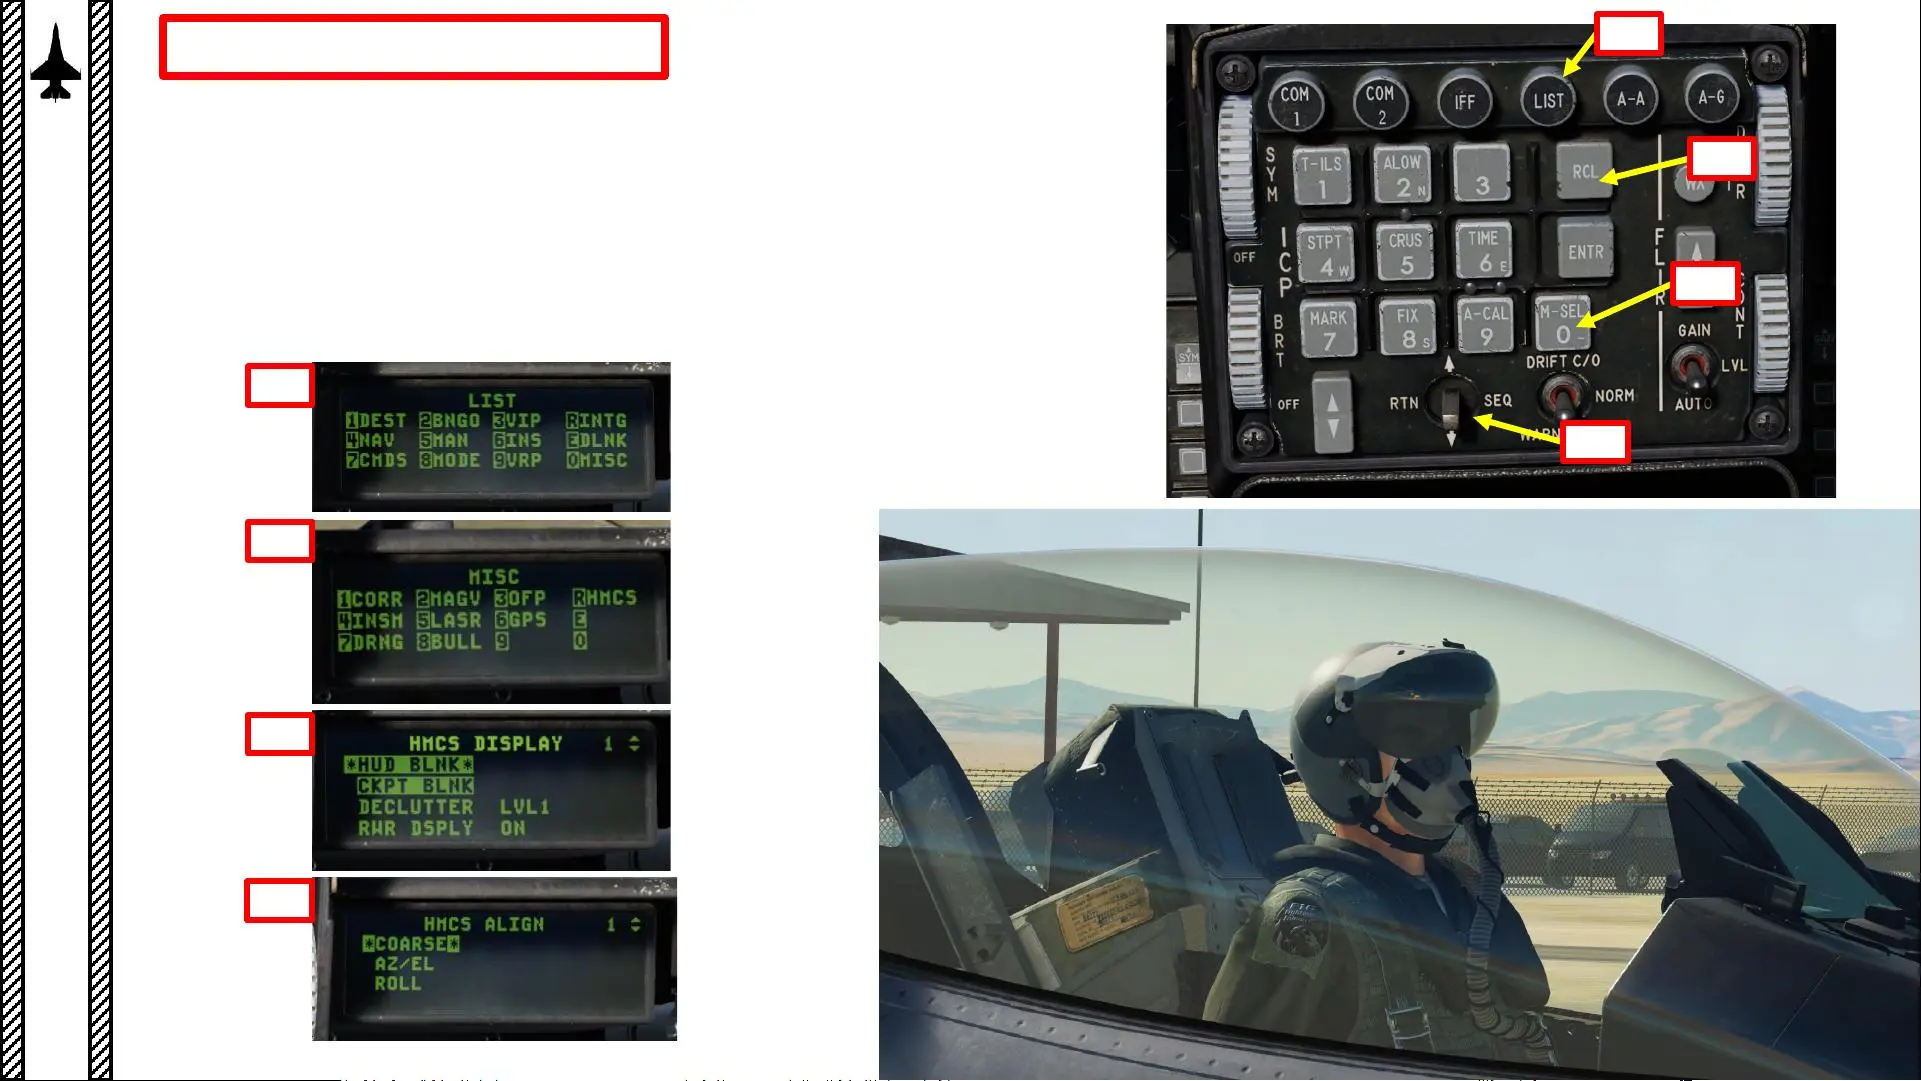 COM
1
COM
2
IFF
LIST
A-A
A-G
SYM
T-ILS
1
ALOW
2 N
3
RCL
WX
ICP
OFF
STPT
4 W
CRUS
5
TIME
6 E
ENTR
FLIR
BRT
MARK
7
FIX
8 S
A-CAL
9
M-SEL
0 -
GAIN
LVL
AUTO
DRIFT C/O
NORM
OFF
RTN
SEQ
SYM
LIST
1DEST 2BNGO 3VIP RINTG
4NAV 5MAN 6INS EDLNK
7CMDS 8MODE 9VRP 0MISC
MISC
1CORR 2MAGV 3OFP RHMCS
4INSM 5LASR 6GPS E
7DRNG 8BULL 9 0
HMCS DISPLAY 1
*HUD BLNK*
CKPT BLNK
DECLUTTER LVL1
RWR DSPLY ON
HMCS ALIGN 1
*COARSE*
AZ/EL
ROLL